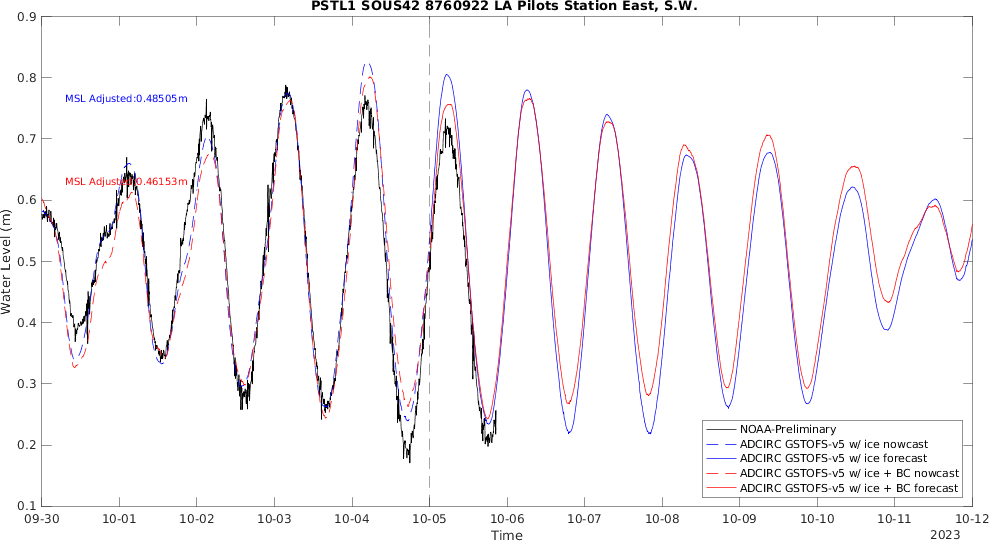 PSTL1 SOUS42 8760922 LA Pilots Station East, S.W.
0.9
0.8
0.7
0.6
0.5
0.4
0.3
0.2
0.1
Water Level (m)
MSL Adjusted:0.48505m
MSL Adjusted:0.46153m
NOAA-Preliminary
ADCIRC GSTOFS-v5 w/ ice nowcast
ADCIRC GSTOFS-v5 w/ ice forecast
ADCIRC GSTOFS-v5 w/ ice + BC nowcast
ADCIRC GSTOFS-v5 w/ ice + BC forecast
09-30 10-01 10-02 10-03 10-04 10-05 10-06 10-07 10-08 10-09 10-10 10-11 10-12
Time
2023